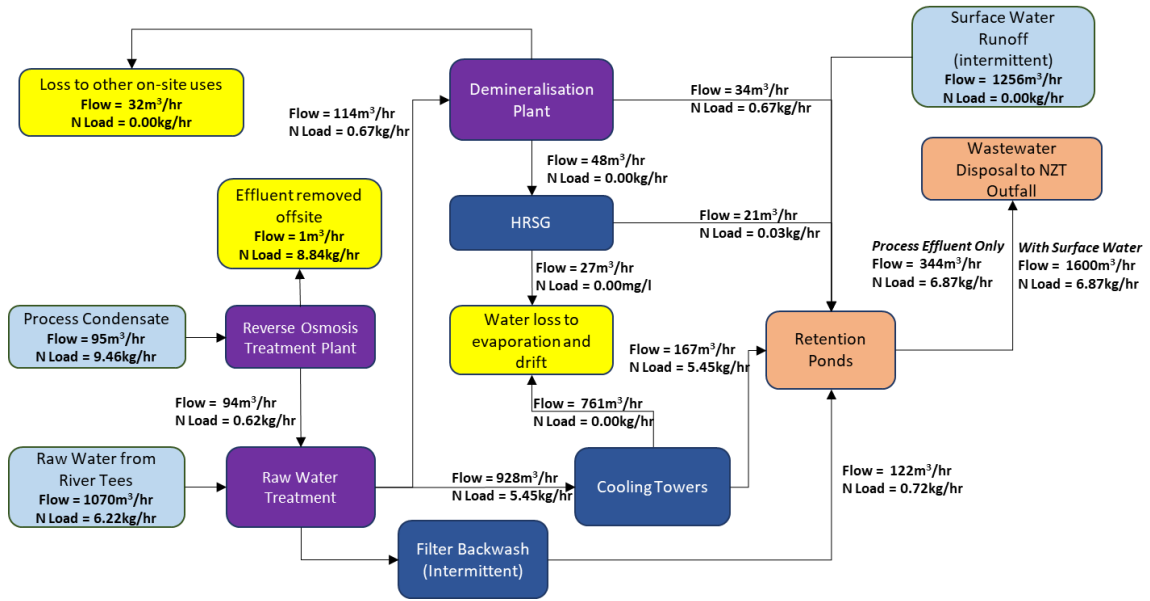 Surface Water
Runoff
(intermittent)
Flow = 1256m³/hr
N Load = 0.00kg/hr
Loss to other on-site uses
Flow = 32m³/hr
N Load = 0.00kg/hr
Flow = 114m³/hr
N Load = 0.67kg/hr
Demineralisation
Plant
Flow = 34m³/hr
N Load = 0.67kg/hr
Wastewater
Disposal to NZT
Outfall
Flow = 48m³/hr
N Load = 0.00kg/hr
Effluent removed
offsite
Flow = 1m³/hr
N Load = 8.84kg/hr
HRSG
Flow = 21m³/hr
N Load = 0.03kg/hr
Process Effluent Only
Flow = 344m³/hr
N Load = 6.87kg/hr
With Surface Water
Flow = 1600m³/hr
N Load = 6.87kg/hr
Flow = 27m³/hr
N Load = 0.00mg/l
Process Condensate
Flow = 95m³/hr
N Load = 9.46kg/hr
Reverse Osmosis
Treatment Plant
Water loss to
evaporation and
drift
Flow = 167m³/hr
N Load = 5.45kg/hr
Retention
Ponds
Flow = 94m³/hr
N Load = 0.62kg/hr
Flow = 761m³/hr
N Load = 0.00kg/hr
Raw Water from
River Tees
Flow = 1070m³/hr
N Load = 6.22kg/hr
Raw Water
Treatment
Flow = 928m³/hr
N Load = 5.45kg/hr
Cooling Towers
Flow = 122m³/hr
N Load = 0.72kg/hr
Filter Backwash
(Intermittent)